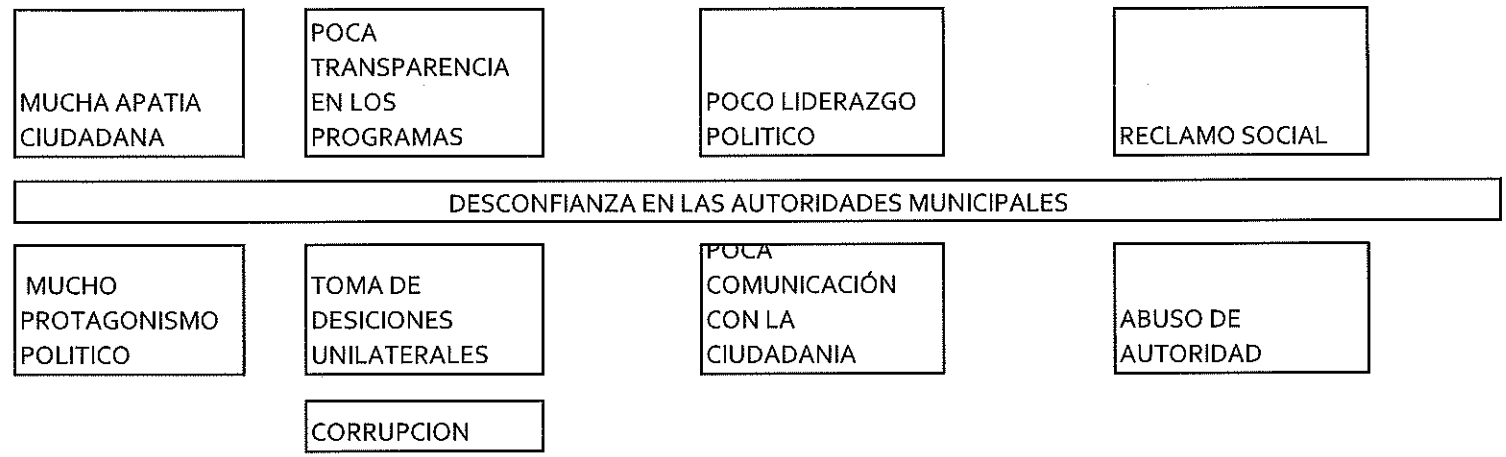 MUCHA APATIA
CIUDADANA
POCA
TRANSPARENCIA
EN LOS
PROGRAMAS
POCO LIDERAZGO
POLITICO
RECLAMO SOCIAL
DESCONFIANZA EN LAS AUTORIDADES MUNICIPALES
MUCHO
PROTAGONISMO
POLITICO
TOMA DE
DESICIONES
UNILATERALES
POCA
COMUNICACIÓN
CON LA
CIUDADANIA
ABUSO DE
AUTORIDAD
CORRUPCION